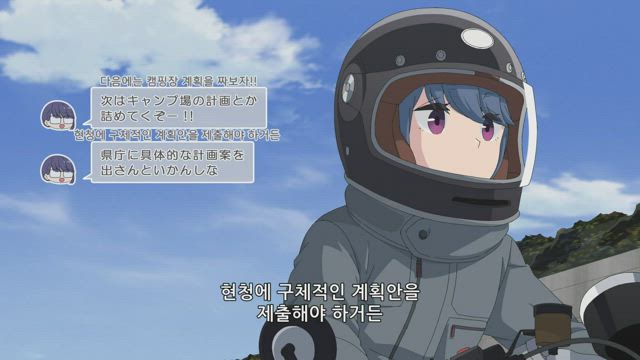 다음에는 캠핑장 계획을 짜보자!!
次はキャンプ場の計画とか
詰めてくぞー!!
현청에 구체적인 계획안을 제출해야 하거든
県庁に具体的な計画案を
出さんといかんしな
현청에 구체적인 계획안을
제출해야 하거든